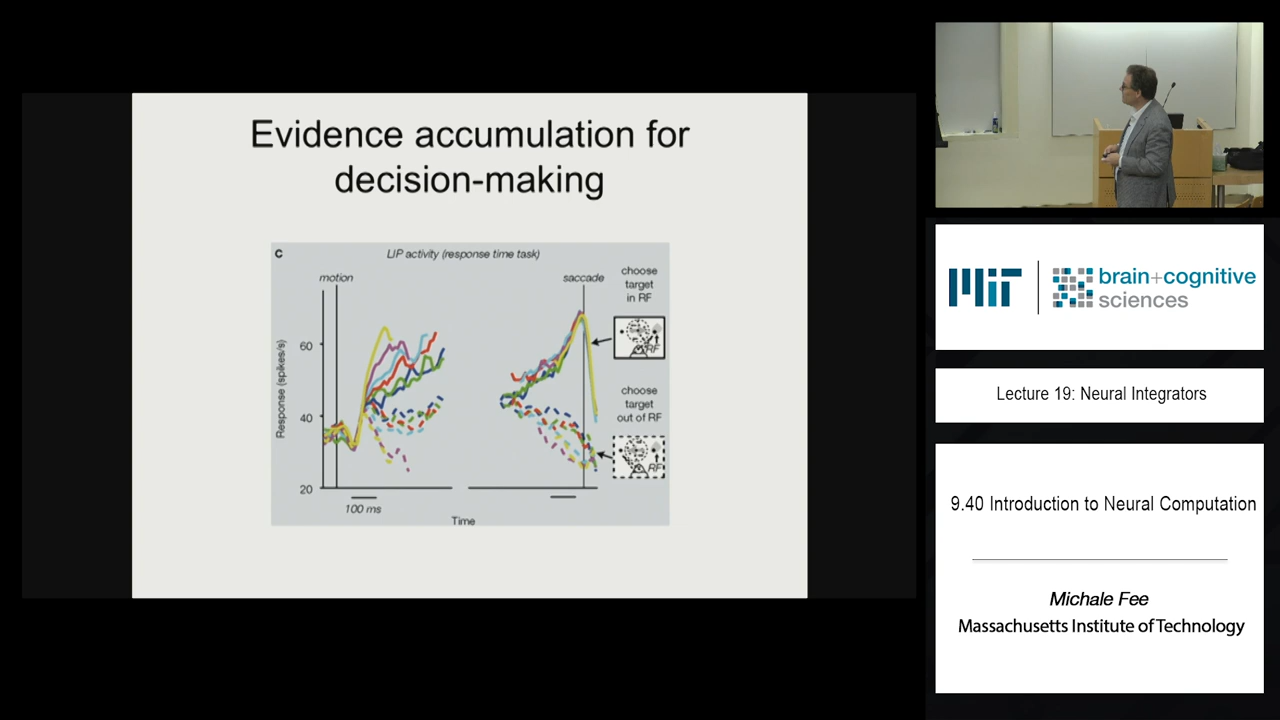 Evidence accumulation for
decision-making
C
LIP activity (response time task)
motion
saccade
choose
target
in RF
RF
choose
target
out of RF
RF
Response (spikes/s)
60
40
20
100 ms
Time
MIT
brain+cognitive
sciences
Lecture 19: Neural Integrators
9.40 Introduction to Neural Computation
Michale Fee
Massachusetts Institute of Technology